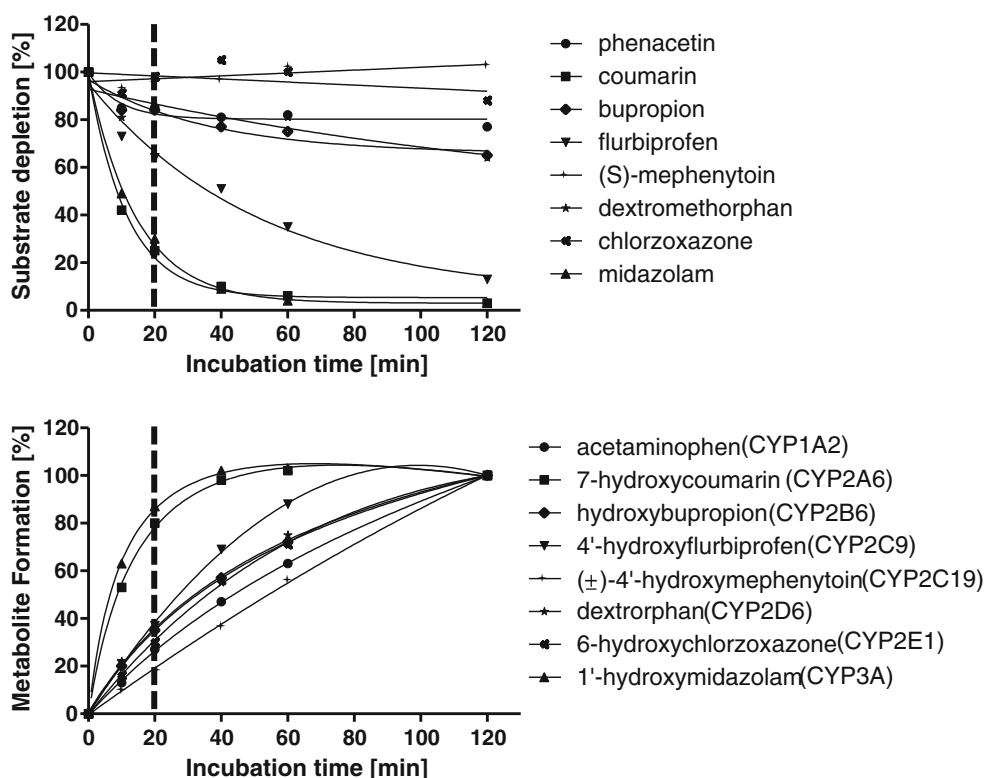 Substrate depletion [%]
120
100
80
60
40
20
0
0 20 40 60 80 100 120
Incubation time [min]
phenacetin
coumarin
bupropion
flurbiprofen
(S)-mephenytoin
dextromethorphan
chlorzoxazone
midazolam
Metabolite Formation [%]
120
100
80
60
40
20
0
0 20 40 60 80 100 120
Incubation time [min]
acetaminophen(CYP1A2)
7-hydroxycoumarin (CYP2A6)
hydroxybupropion(CYP2B6)
4'-hydroxyflurbiprofen(CYP2C9)
(±)-4'-hydroxymephenytoin(CYP2C19)
dextrorphan(CYP2D6)
6-hydroxychlorzoxazone(CYP2E1)
1'-hydroxymidazolam(CYP3A)